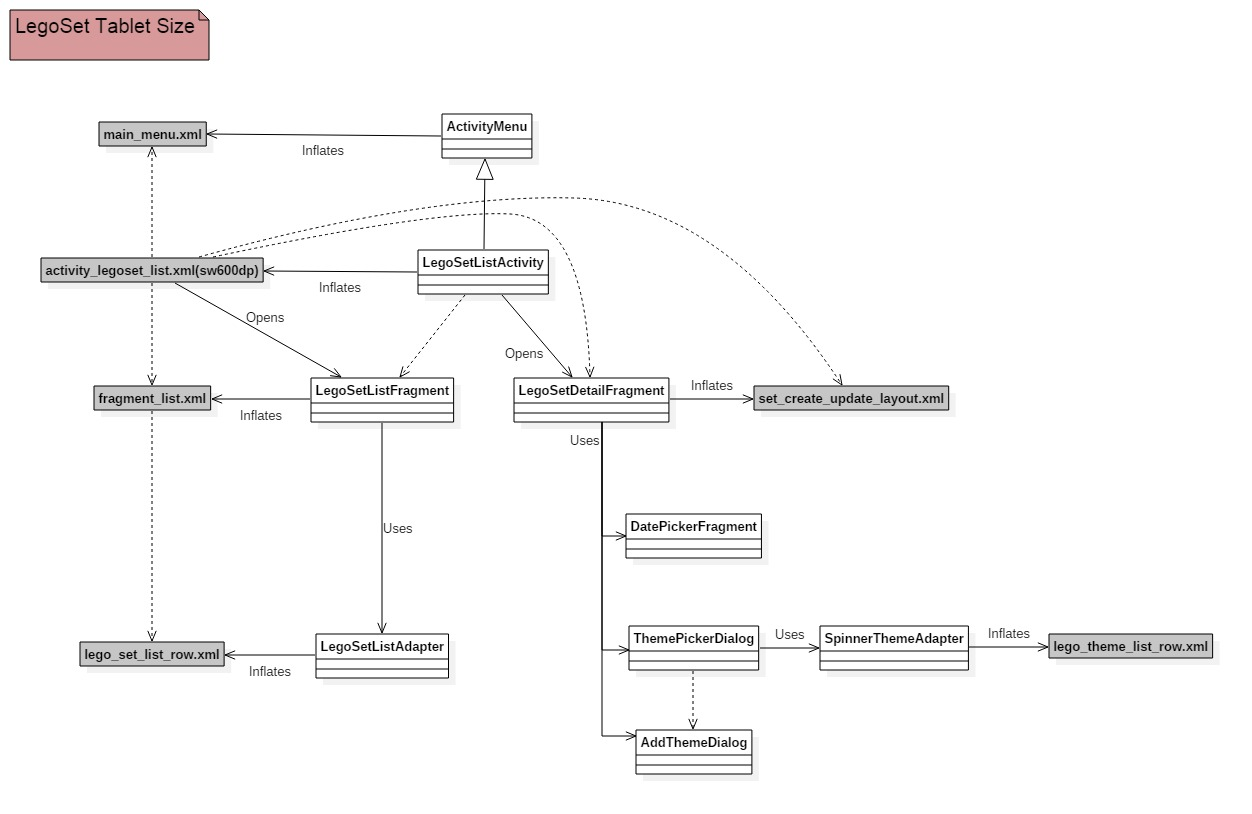 LegoSet Tablet Size
main_menu.xml
ActivityMenu
Inflates
activity_legoset_list.xml(sw600dp)
LegoSetListActivity
Inflates
Opens
Opens
fragment_list.xml
LegoSetListFragment
LegoSetDetailFragment
Inflates
set_create_update_layout.xml
Inflates
Uses
Uses
DatePickerFragment
lego_set_list_row.xml
LegoSetListAdapter
Inflates
ThemePickerDialog
Uses
SpinnerThemeAdapter
Inflates
lego_theme_list_row.xml
AddThemeDialog